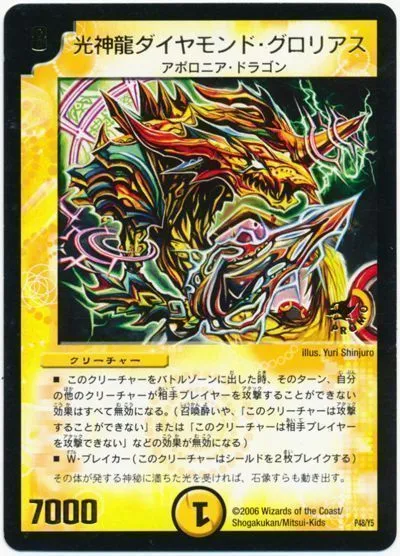 光神龍ダイヤモンド・グロリアス
アポロニア・ドラゴン
PROMO
illus. Yuri Shinjuro
クリーチャー
■ このクリーチャーをバトルゾーンに出した時、そのターン、自分
の他のクリーチャーが相手プレイヤーを攻撃することができない
効果はすべて無効になる。(召喚酔いや、「このクリーチャーは攻撃
することができない」または「このクリーチャーは相手プレイヤー
を攻撃できない」などの効果が無効になる)
■ W・ブレイカー(このクリーチャーはシールドを2枚ブレイクする)
その体が発する神秘に満ちた光を受ければ、石像すらも動き出す。
7000
1
©2006 Wizards of the Coast/
Shogakukan/Mitsui-Kids
P48/Y5